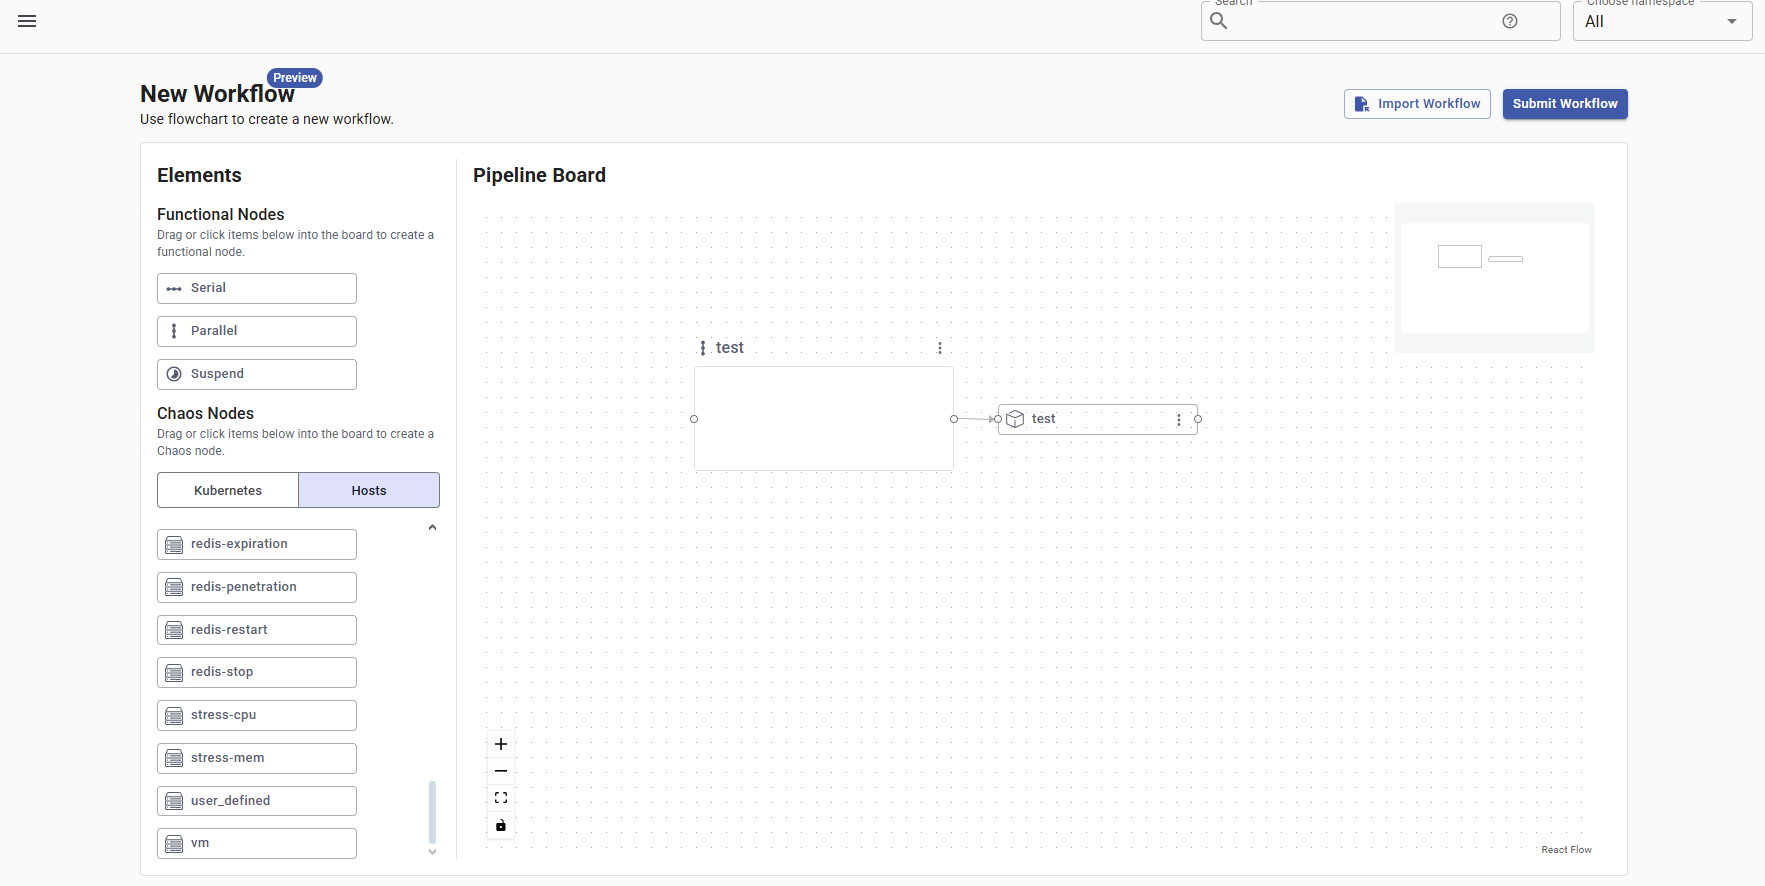 Search
Choose namespace
All
New Workflow
Preview
Use flowchart to create a new workflow.
Import Workflow
Submit Workflow
Elements
Functional Nodes
Drag or click items below into the board to create a
functional node.
Serial
Parallel
Suspend
Chaos Nodes
Drag or click items below into the board to create a
Chaos node.
Kubernetes
Hosts
redis-expiration
redis-penetration
redis-restart
redis-stop
stress-cpu
stress-mem
user_defined
vm
Pipeline Board
test
test
React Flow